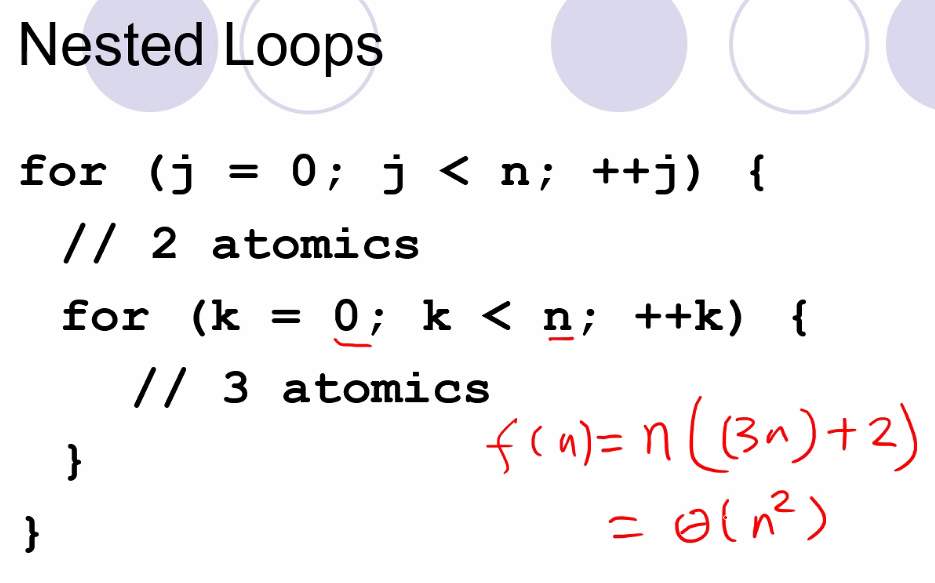 Nested Loops
for (j = 0; j < n; ++j) {
// 2 atomics
for (k = 0; k < n; ++k) {
// 3 atomics
f(n)= n((3n)+2)
}
= Θ(n²)
}